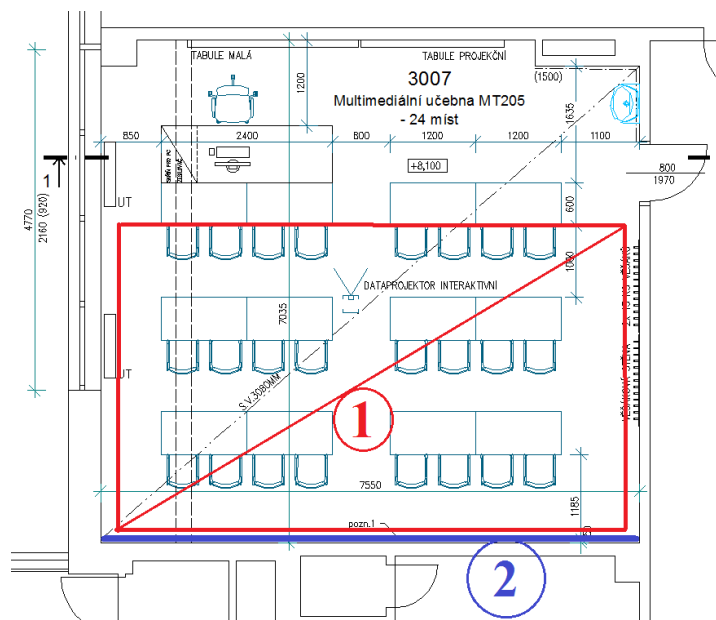 TABULE MALÁ
TABULE PROJEKČNÍ
3007
Multimediální učebna MT205
- 24 míst
(1500)
1200
1635
850
2400
800
1200
1200
1100
+8,100
800
1970
1
4770
2160 (920)
UT
600
DATAPROJEKTOR INTERAKTIVNÍ
7035
UT
S.V.3080MM
VĚŠÁKOVÁ STĚNA
1
7550
1185
pozn.1
2